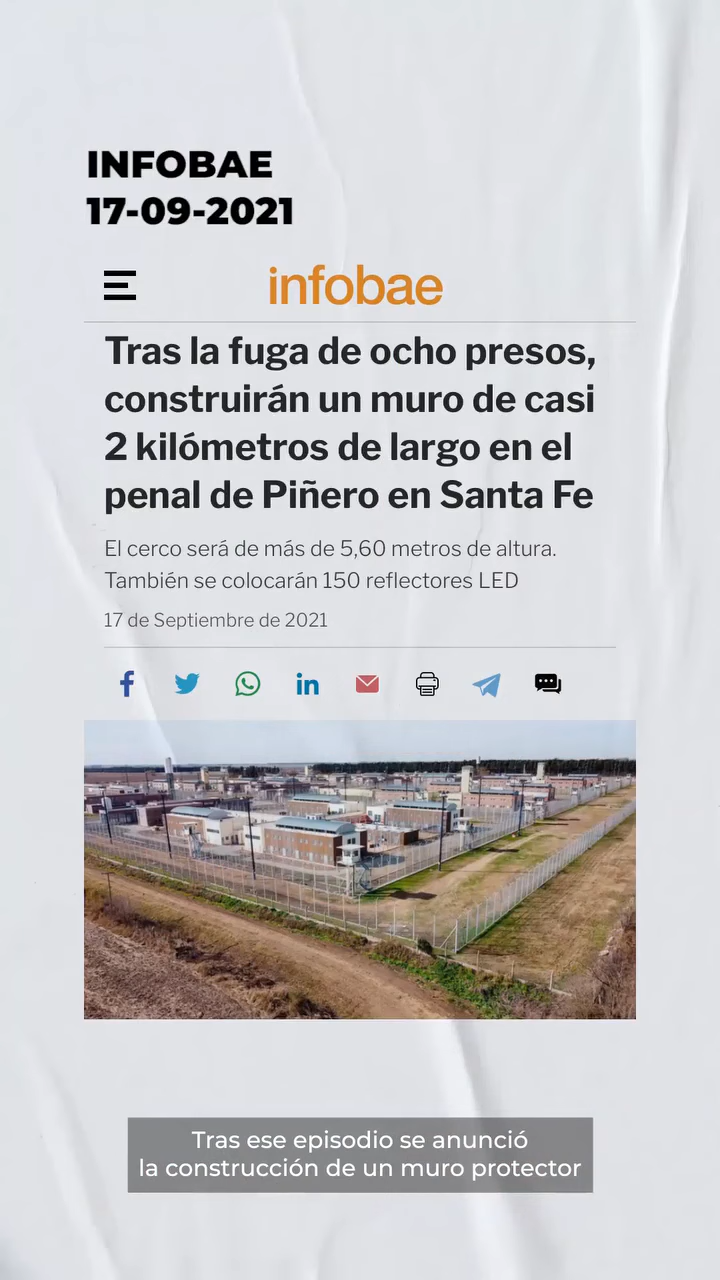 INFOBAE
17-09-2021
infobae
Tras la fuga de ocho presos,
construirán un muro de casi
2 kilómetros de largo en el
penal de Piñero en Santa Fe
El cerco será de más de 5,60 metros de altura.
También se colocarán 150 reflectores LED
17 de Septiembre de 2021
Tras ese episodio se anunció
la construcción de un muro protector